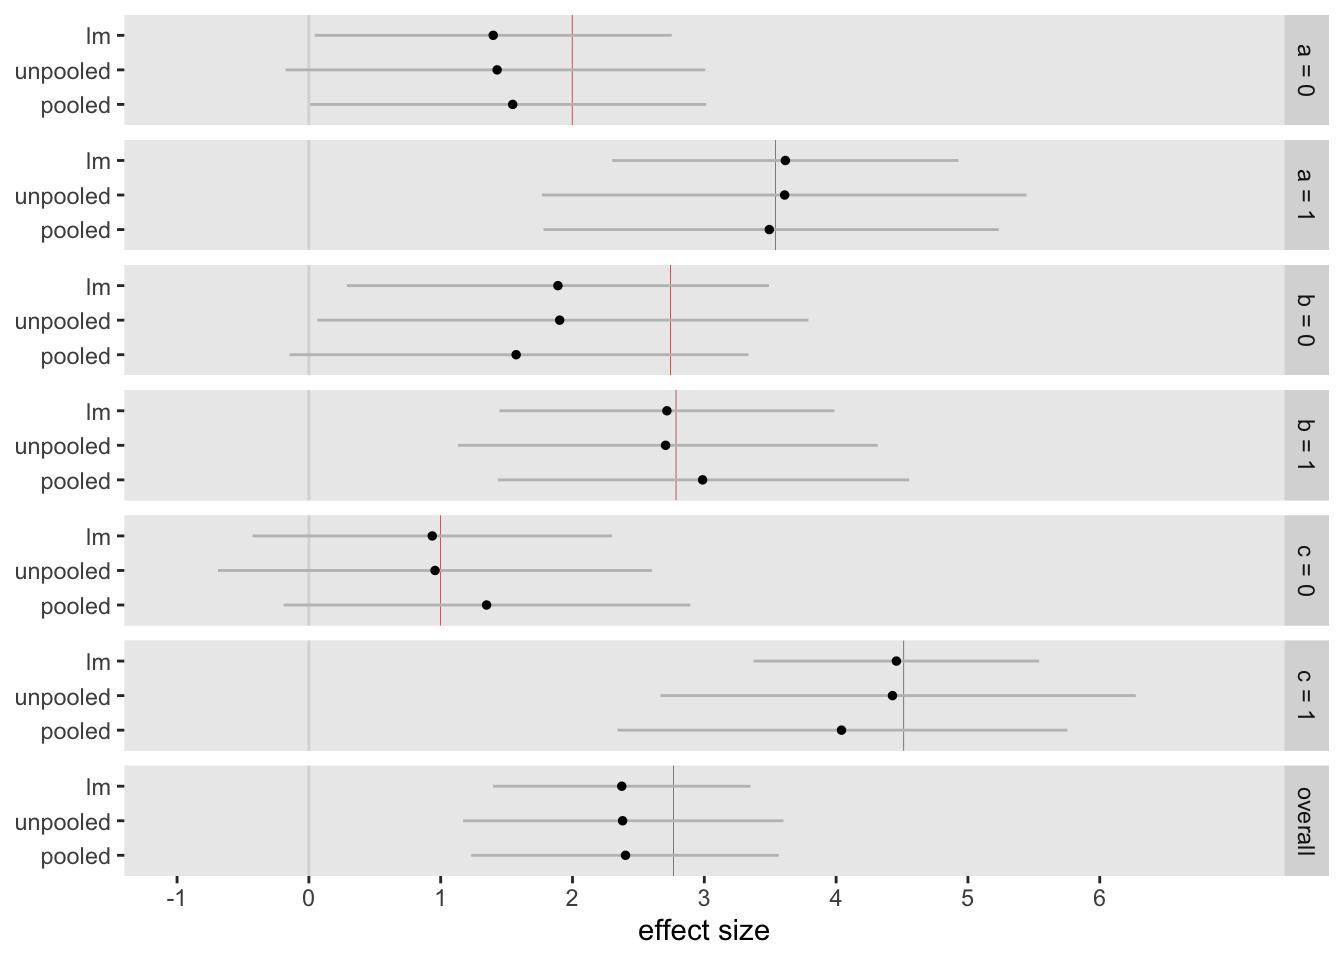 lm
unpooled
pooled
a = 0
lm
unpooled
pooled
a = 1
lm
unpooled
pooled
b = 0
lm
unpooled
pooled
b = 1
lm
unpooled
pooled
c = 0
lm
unpooled
pooled
c = 1
lm
unpooled
pooled
overall
-1 0 1 2 3 4 5 6
effect size